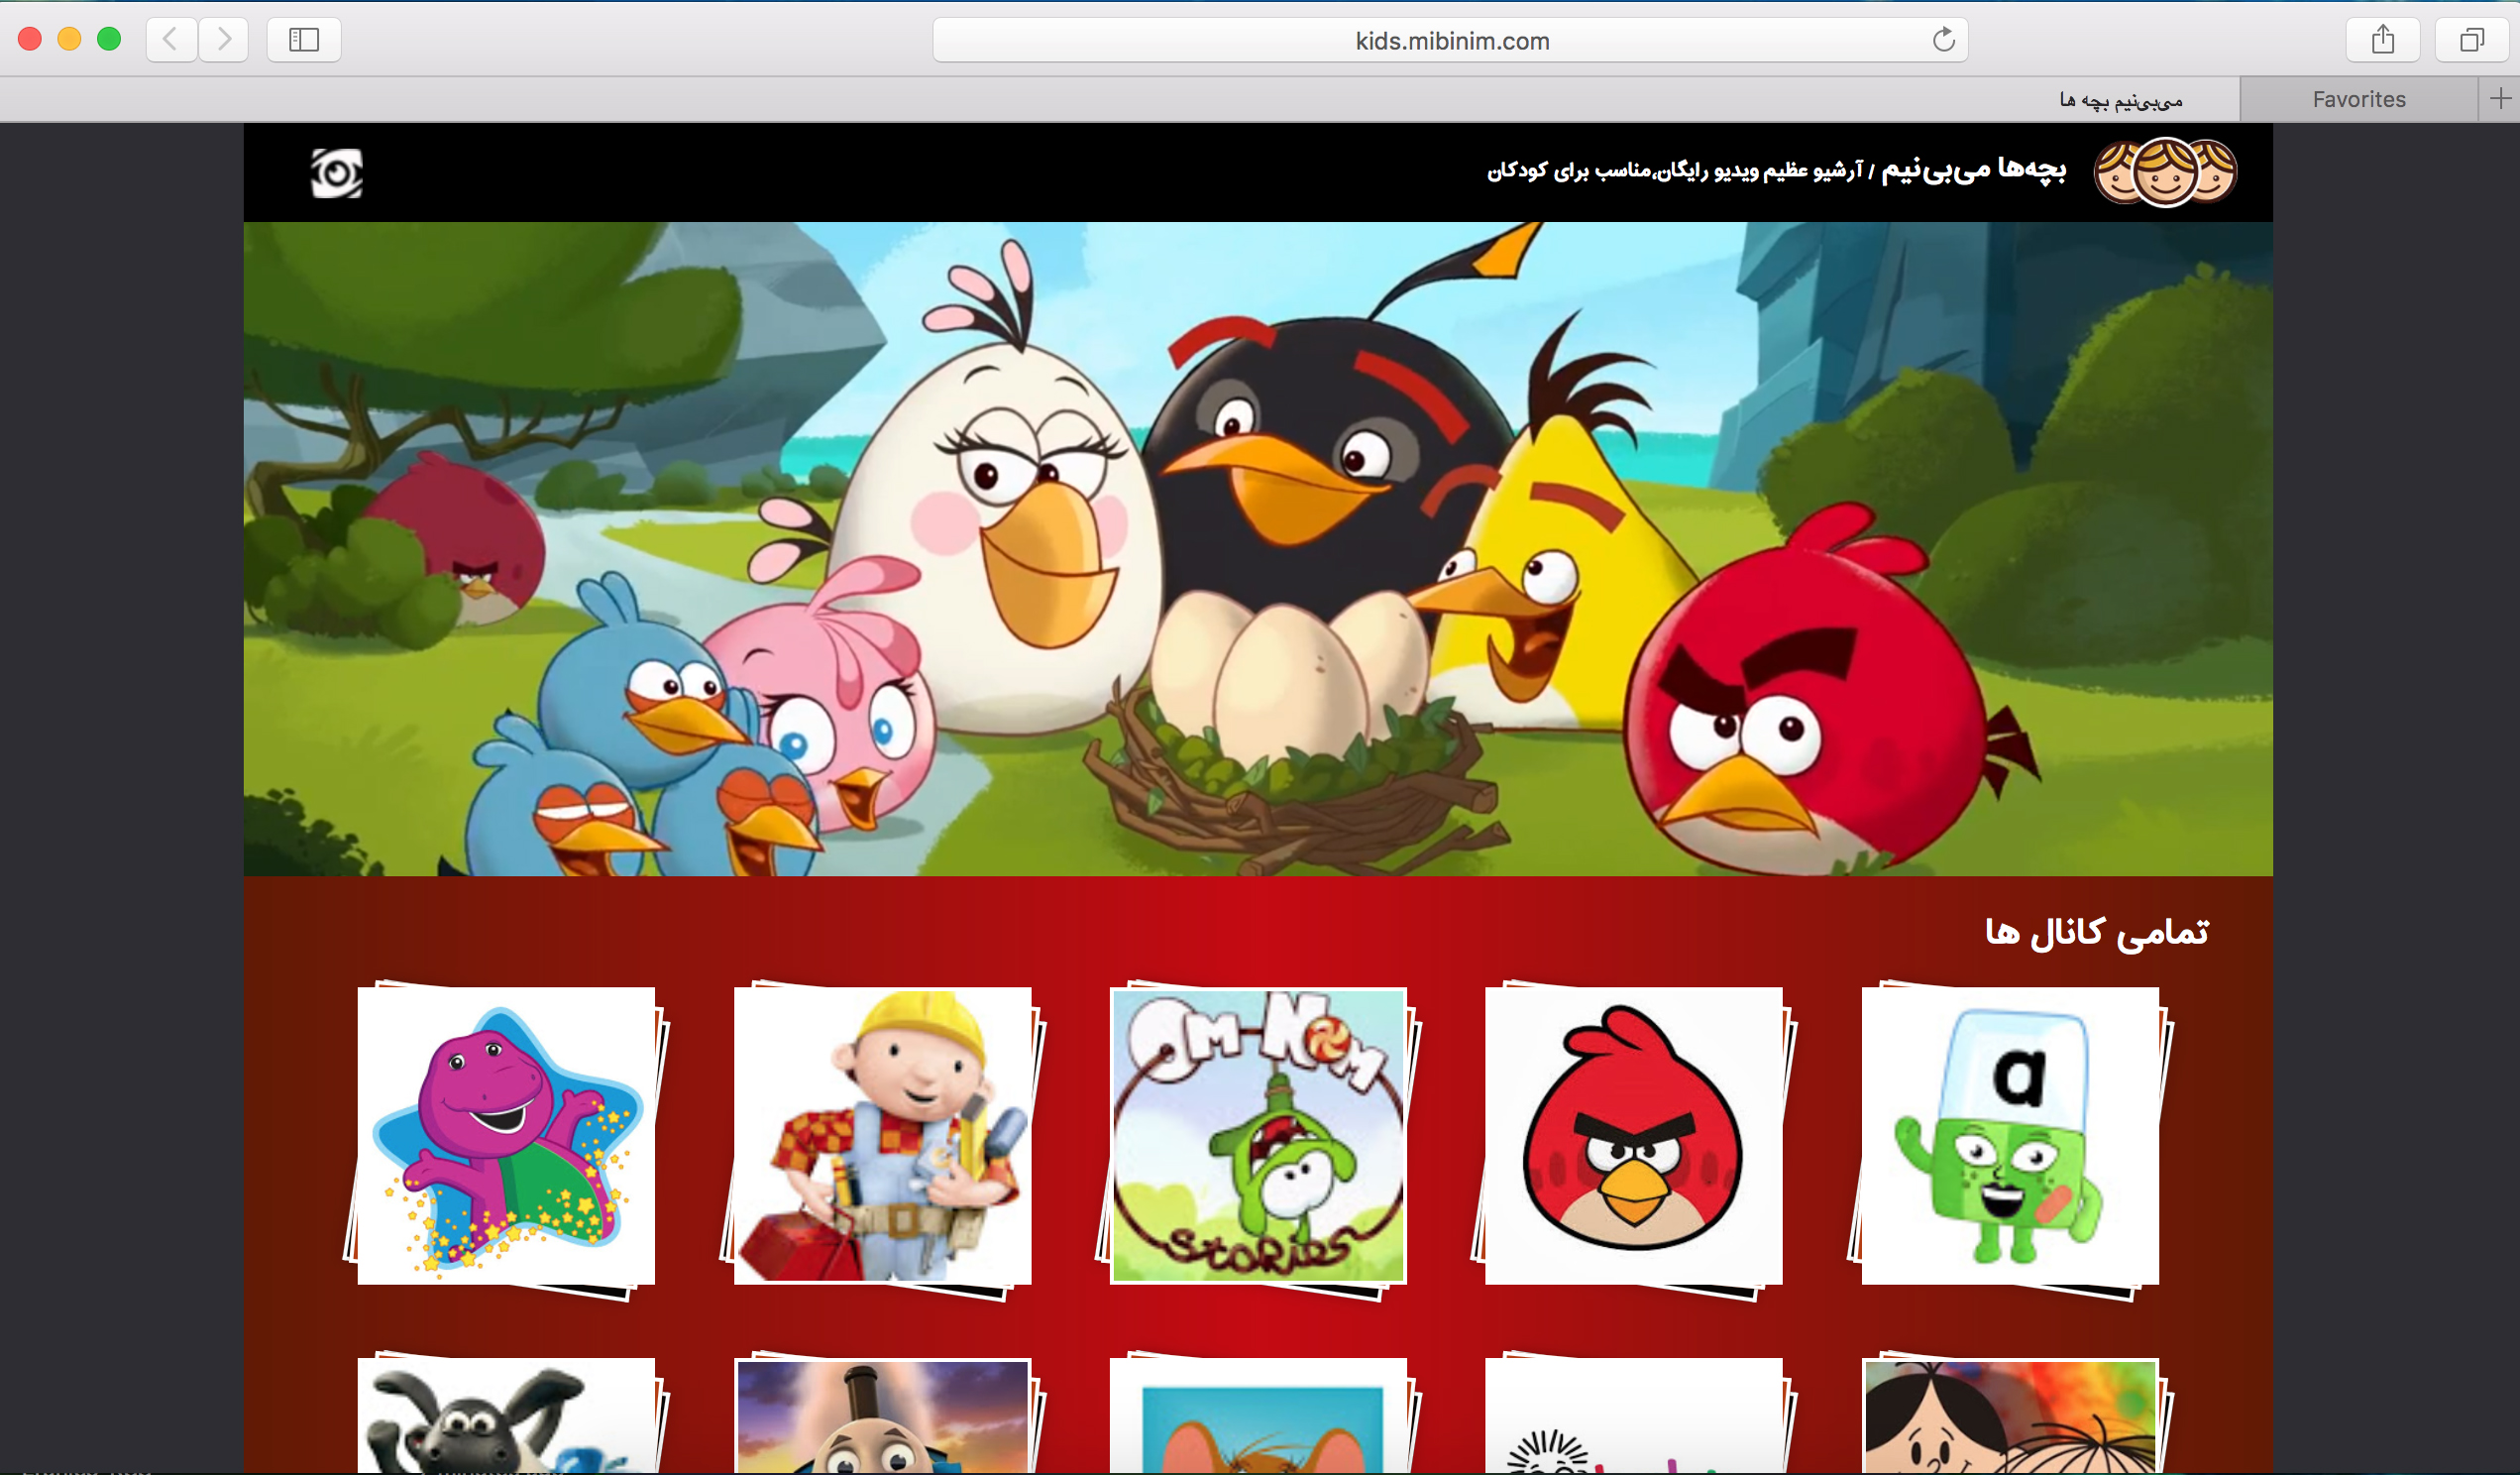 kids.mibinim.com
می‌بی‌نیم بچه ها
Favorites
بچه‌ها می‌بی‌نیم / آرشیو عظیم ویدیو رایگان،مناسب برای کودکان
تمامی کانال ها
OM-NOM
STORIES
a